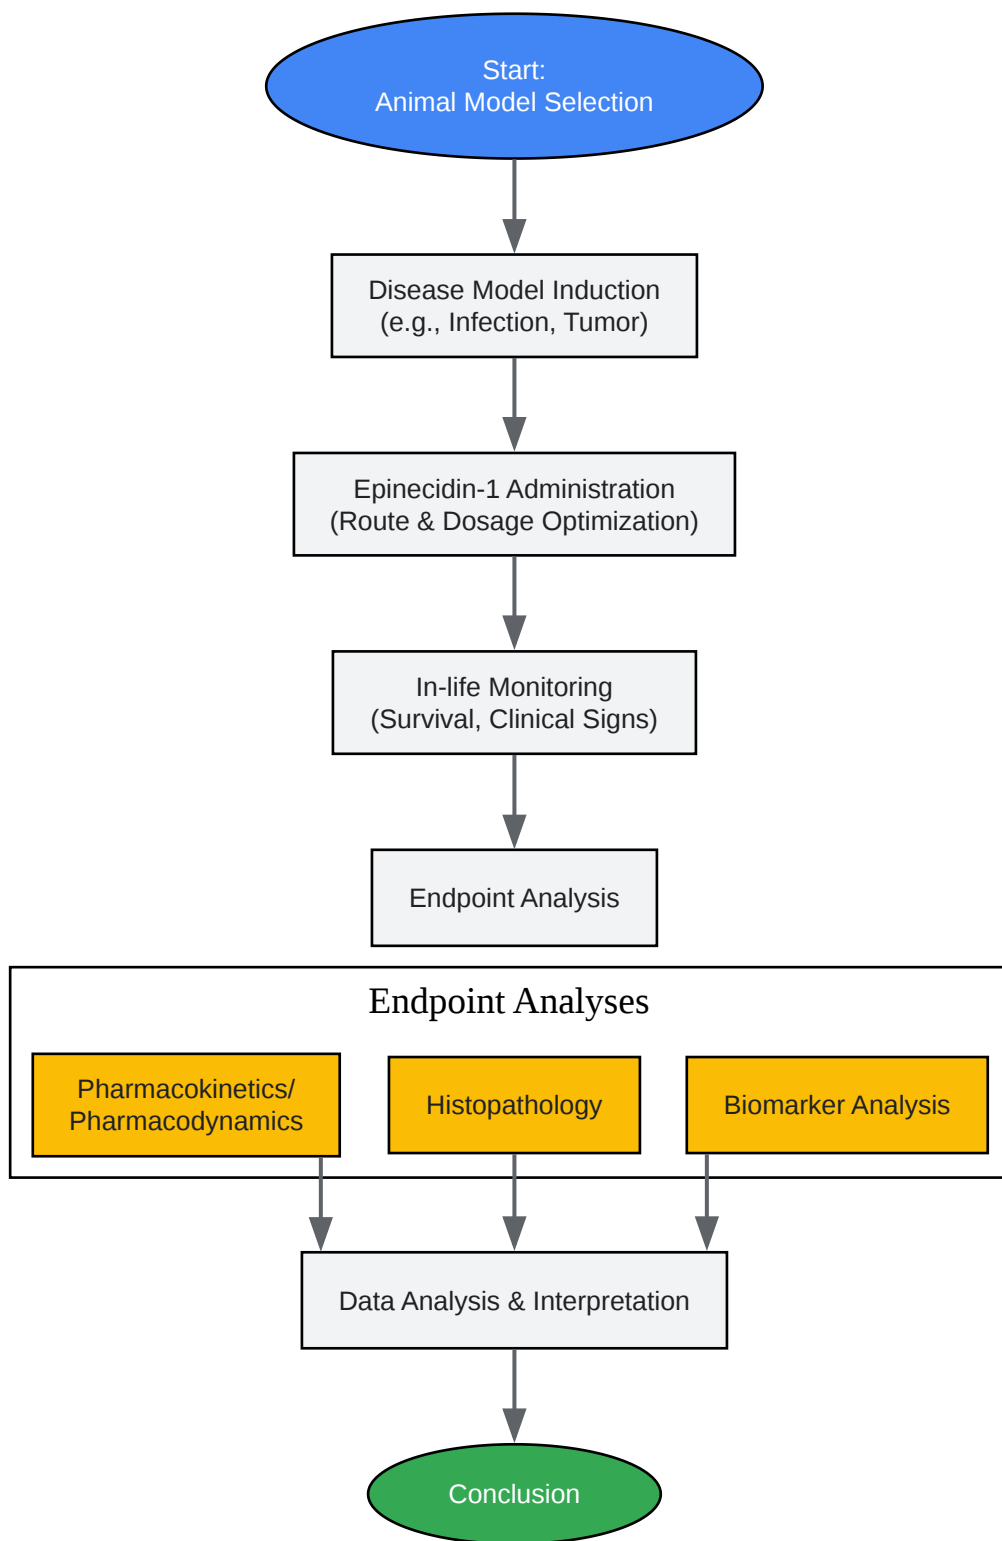 Start:
Animal Model Selection
Disease Model Induction
(e.g., Infection, Tumor)
Epinecidin-1 Administration
(Route & Dosage Optimization)
In-life Monitoring
(Survival, Clinical Signs)
Endpoint Analysis
Endpoint Analyses
Pharmacokinetics/
Pharmacodynamics
Histopathology
Biomarker Analysis
Data Analysis & Interpretation
Conclusion